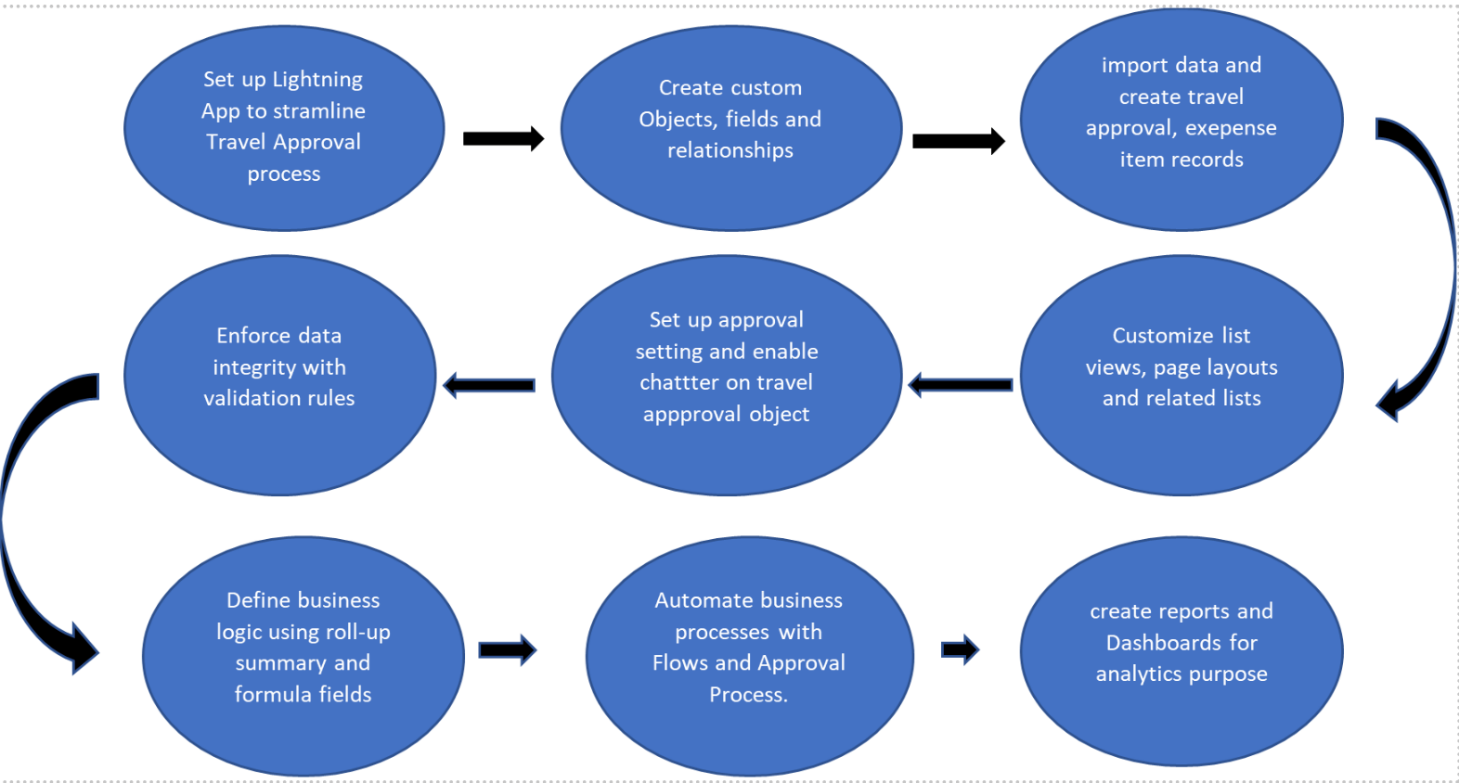 Set up Lightning
App to stramline
Travel Approval
process
Create custom
Objects, fields and
relationships
import data and
create travel
approval, exepense
item records
Customize list
views, page layouts
and related lists
Set up approval
setting and enable
chattter on travel
appproval object
Enforce data
integrity with
validation rules
Define business
logic using roll-up
summary and
formula fields
Automate business
processes with
Flows and Approval
Process.
create reports and
Dashboards for
analytics purpose